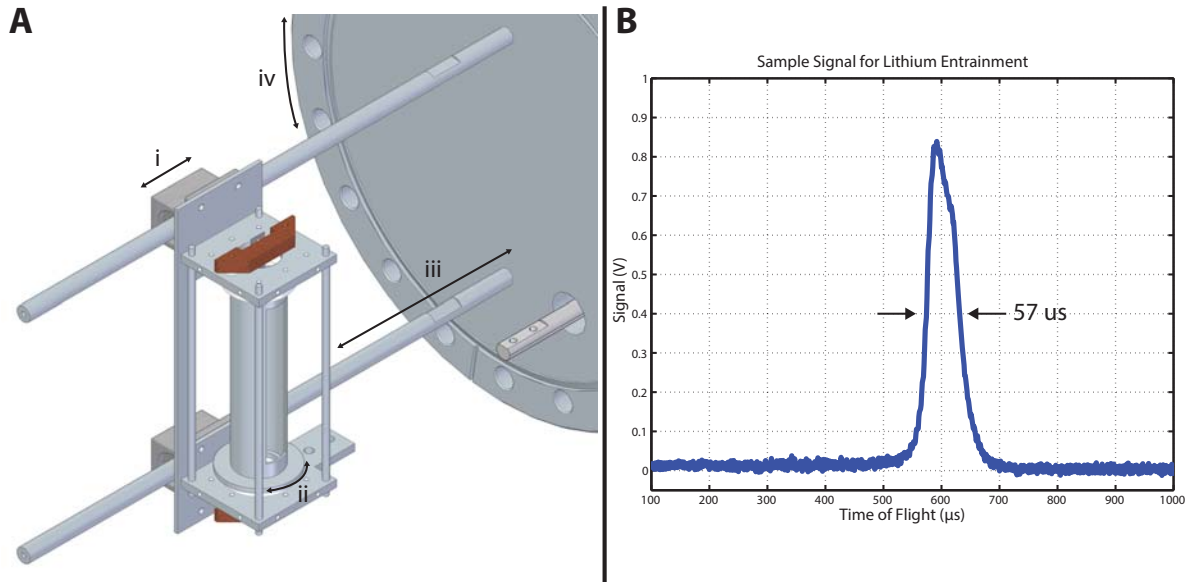 A
i
ii
iii
iv
B
Sample Signal for Lithium Entrainment
Signal (V)
1
0.9
0.8
0.7
0.6
0.5
0.4
0.3
0.2
0.1
0
57 us
100 200 300 400 500 600 700 800 900 1000
Time of Flight (μs)